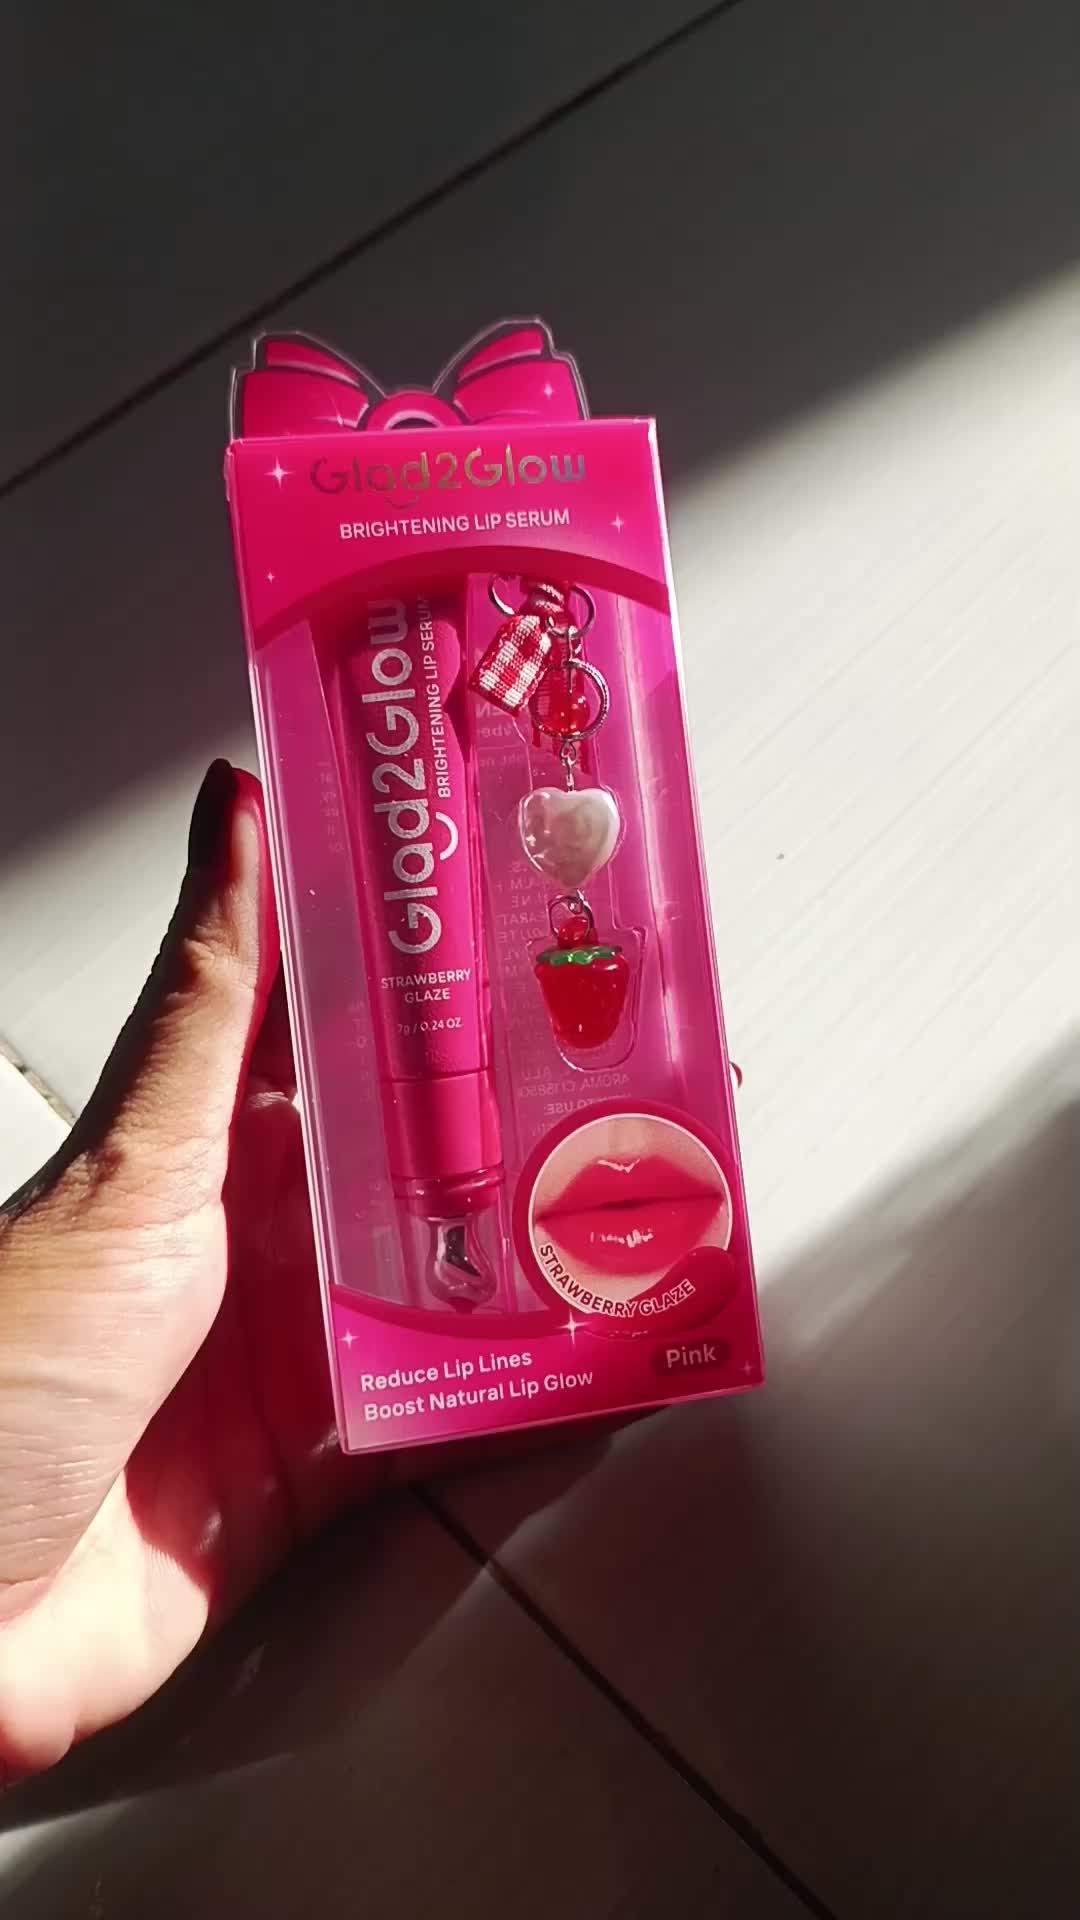 Glad2Glow
BRIGHTENING LIP SERUM
Glad2Glow
BRIGHTENING LIP SERUM
STRAWBERRY
GLAZE
7g / 0.24 OZ
STRAWBERRY GLAZE
Pink
Reduce Lip Lines
Boost Natural Lip Glow